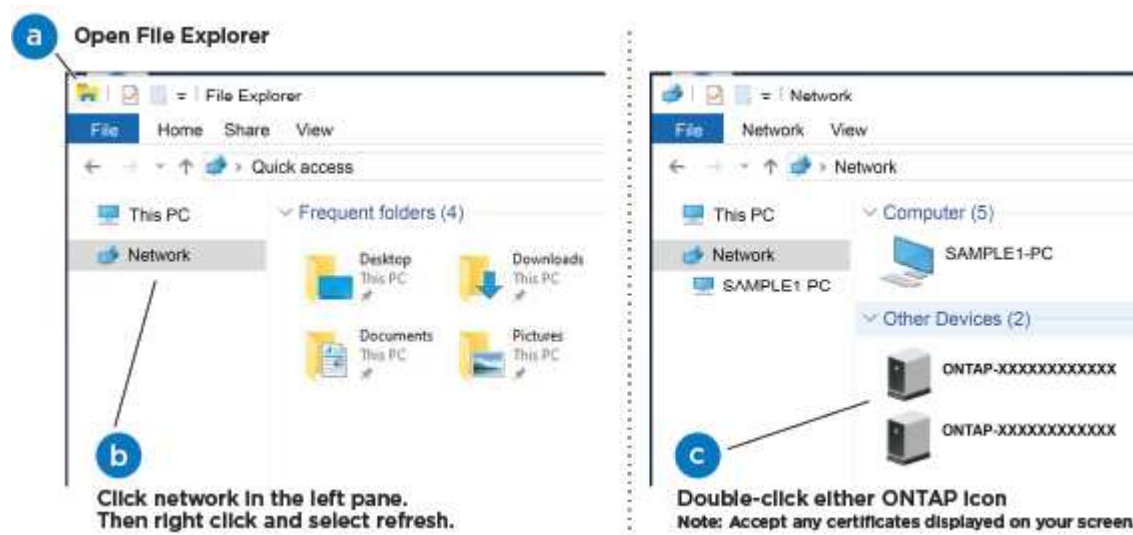 a Open File Explorer
File Explorer
File Home Share View
Quick access
This PC
Network
Frequent folders (4)
Desktop
This PC
Downloads
This PC
Documents
This PC
Pictures
This PC
b
Click network in the left pane.
Then right click and select refresh.
Network
File Network View
Network
This PC
Network
SAMPLE1 PC
Computer (5)
SAMPLE1-PC
Other Devices (2)
ONTAP-XXXXXXXXXXXX
ONTAP-XXXXXXXXXXXX
c
Double-click either ONTAP icon
Note: Accept any certificates displayed on your screen.